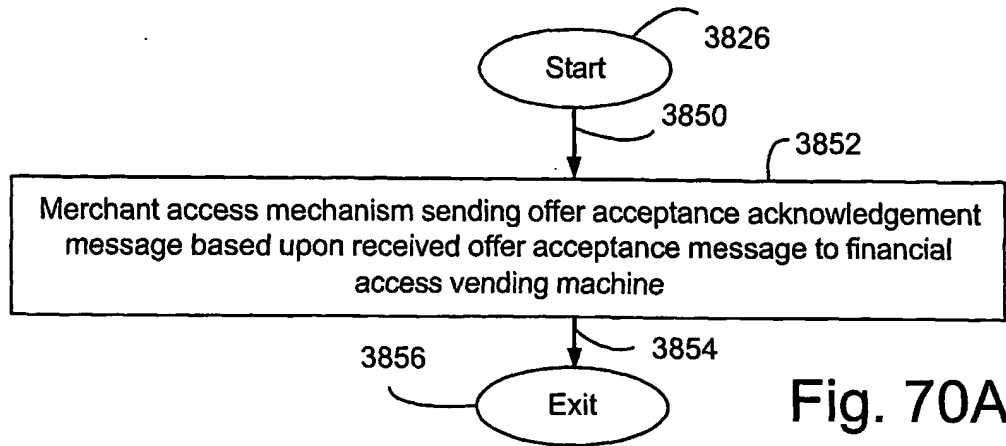 3826
Start
3850
3852
Merchant access mechanism sending offer acceptance acknowledgement
message based upon received offer acceptance message to financial
access vending machine
3854
3856
Exit
Fig. 70A